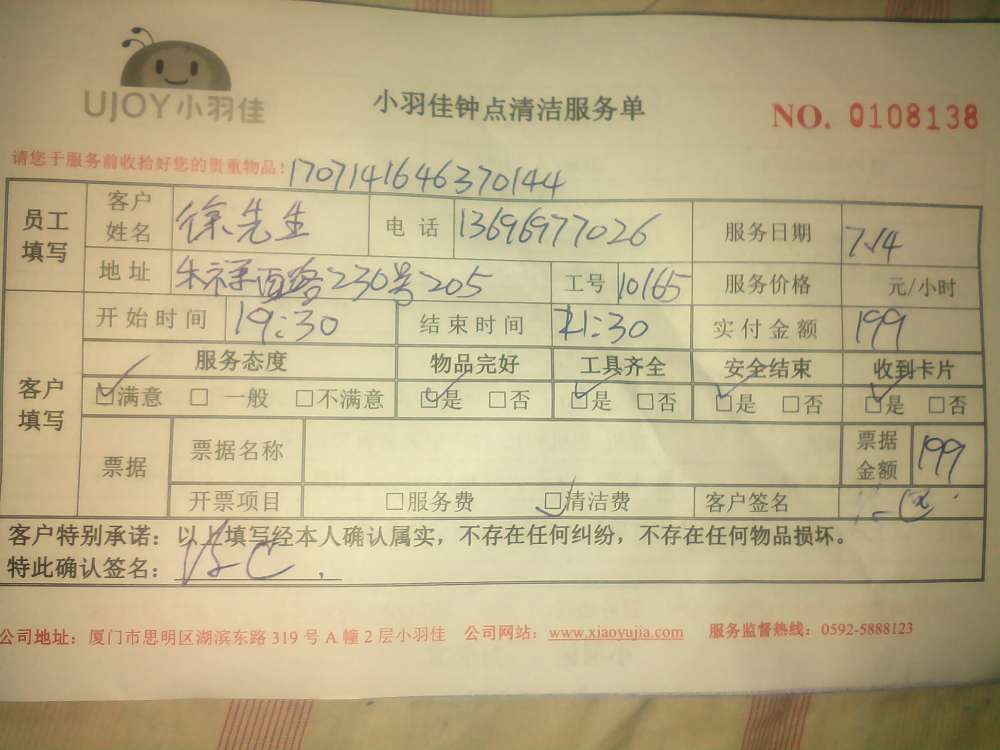 UJOY小羽佳
小羽佳钟点清洁服务单
NO. 0108138
请您于服务前收拾好您的贵重物品!
1707141646370144
员工填写 客户姓名 徐先生 电话 13696977026 服务日期 7.14
地址 祥西路230号205 工号 10165 服务价格 元/小时
客户填写 开始时间 19:30 结束时间 21:30 实付金额 199
服务态度 物品完好 工具齐全 安全结束 收到卡片
☑满意 □一般 □不满意 ☑是 □否 ☑是 □否 ☑是 □否 ☑是 □否
票据 票据名称 票据金额 199
开票项目 □服务费 ☑清洁费 客户签名
客户特别承诺:以上填写经本人确认属实,不存在任何纠纷,不存在任何物品损坏。
特此确认签名:
公司地址:厦门市思明区湖滨东路 319 号 A 幢 2 层小羽佳 公司网站:www.xiaoyujia.com 服务监督热线:0592-5888123